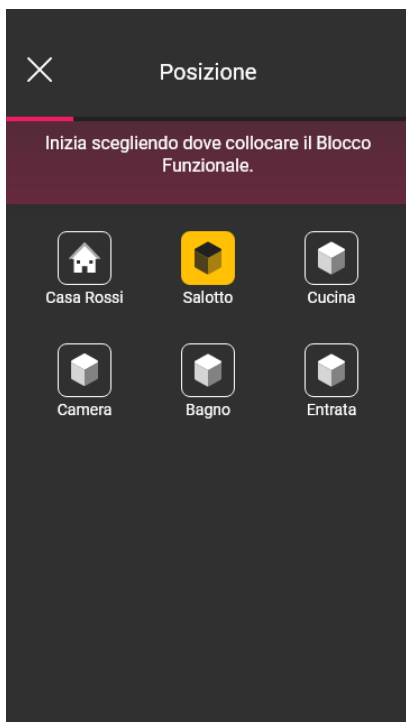 Posizione
Inizia scegliendo dove collocare il Blocco
Funzionale.
Casa Rossi
Salotto
Cucina
Camera
Bagno
Entrata